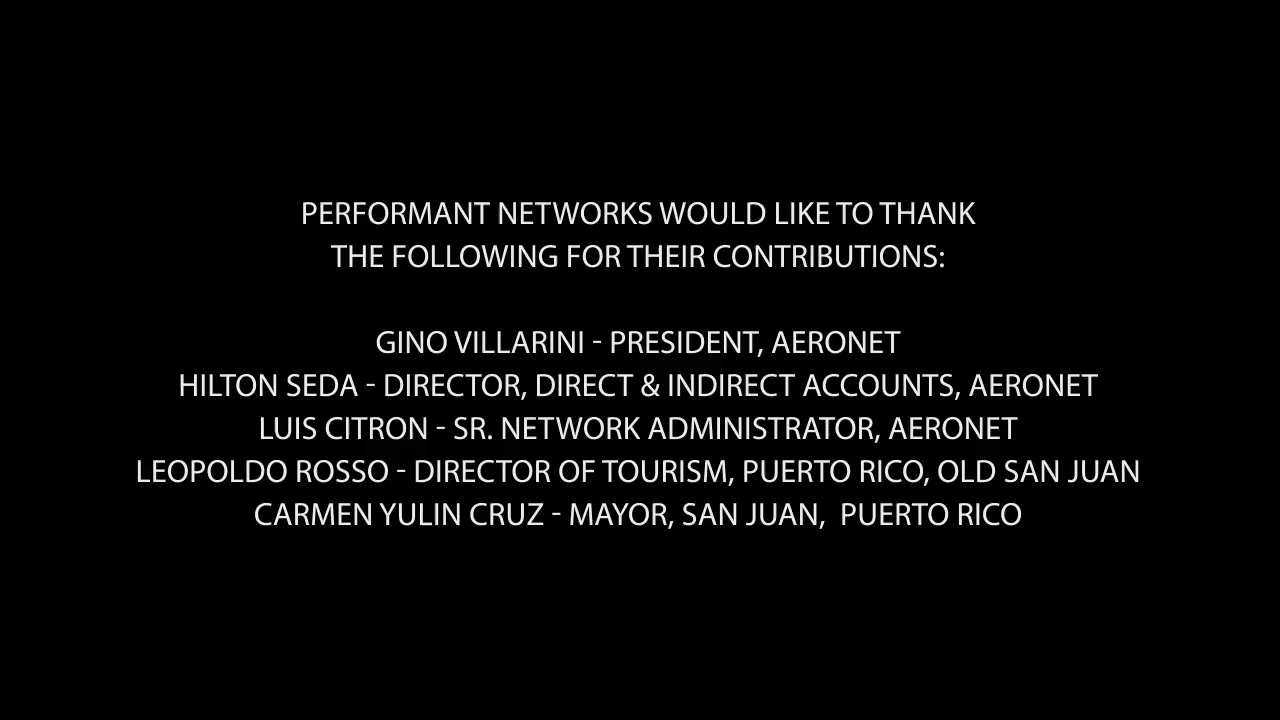 PERFORMANT NETWORKS WOULD LIKE TO THANK
THE FOLLOWING FOR THEIR CONTRIBUTIONS:
GINO VILLARINI - PRESIDENT, AERONET
HILTON SEDA - DIRECTOR, DIRECT & INDIRECT ACCOUNTS, AERONET
LUIS CITRON - SR. NETWORK ADMINISTRATOR, AERONET
LEOPOLDO ROSSO - DIRECTOR OF TOURISM, PUERTO RICO, OLD SAN JUAN
CARMEN YULIN CRUZ - MAYOR, SAN JUAN,  PUERTO RICO